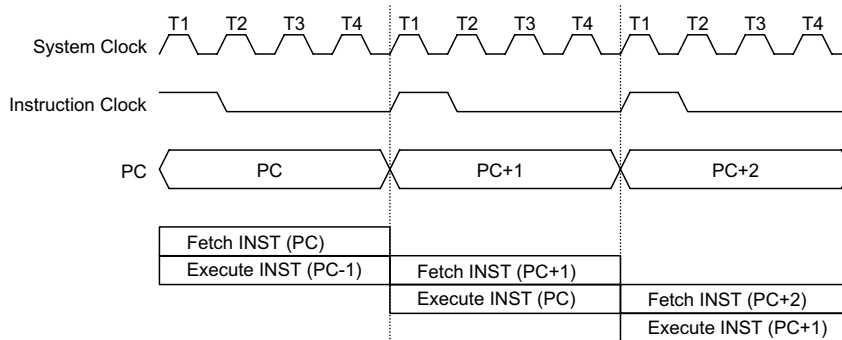 T1 T2 T3 T4 T1 T2 T3 T4 T1 T2 T3 T4
System Clock
Instruction Clock
PC PC PC+1 PC+2
Fetch INST (PC)
Execute INST (PC-1) Fetch INST (PC+1)
Execute INST (PC) Fetch INST (PC+2)
Execute INST (PC+1)